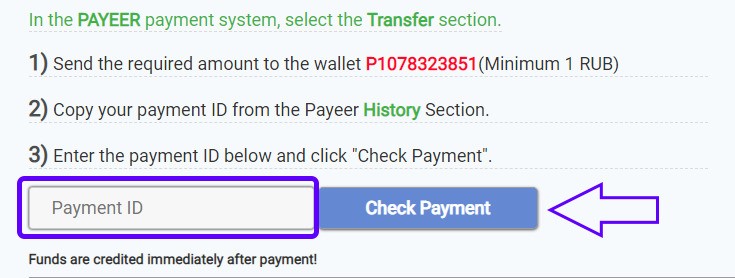 In the PAYEER payment system, select the Transfer section.
1) Send the required amount to the wallet P1078323851(Minimum 1 RUB)
2) Copy your payment ID from the Payeer History Section.
3) Enter the payment ID below and click "Check Payment".
Payment ID Check Payment
Funds are credited immediately after payment!